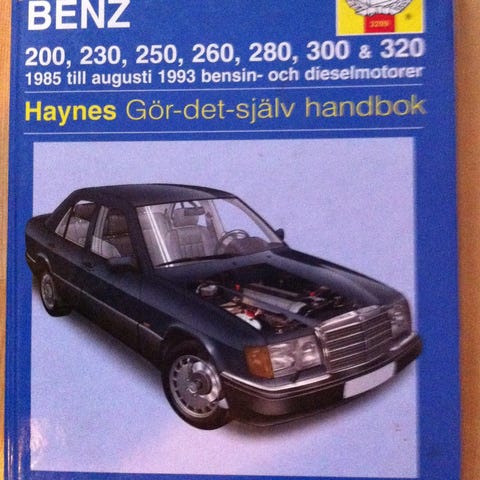 BENZ
200, 230, 250, 260, 280, 300 & 320
1985 till augusti 1993 bensin- och dieselmotorer
Haynes Gör-det-själv handbok